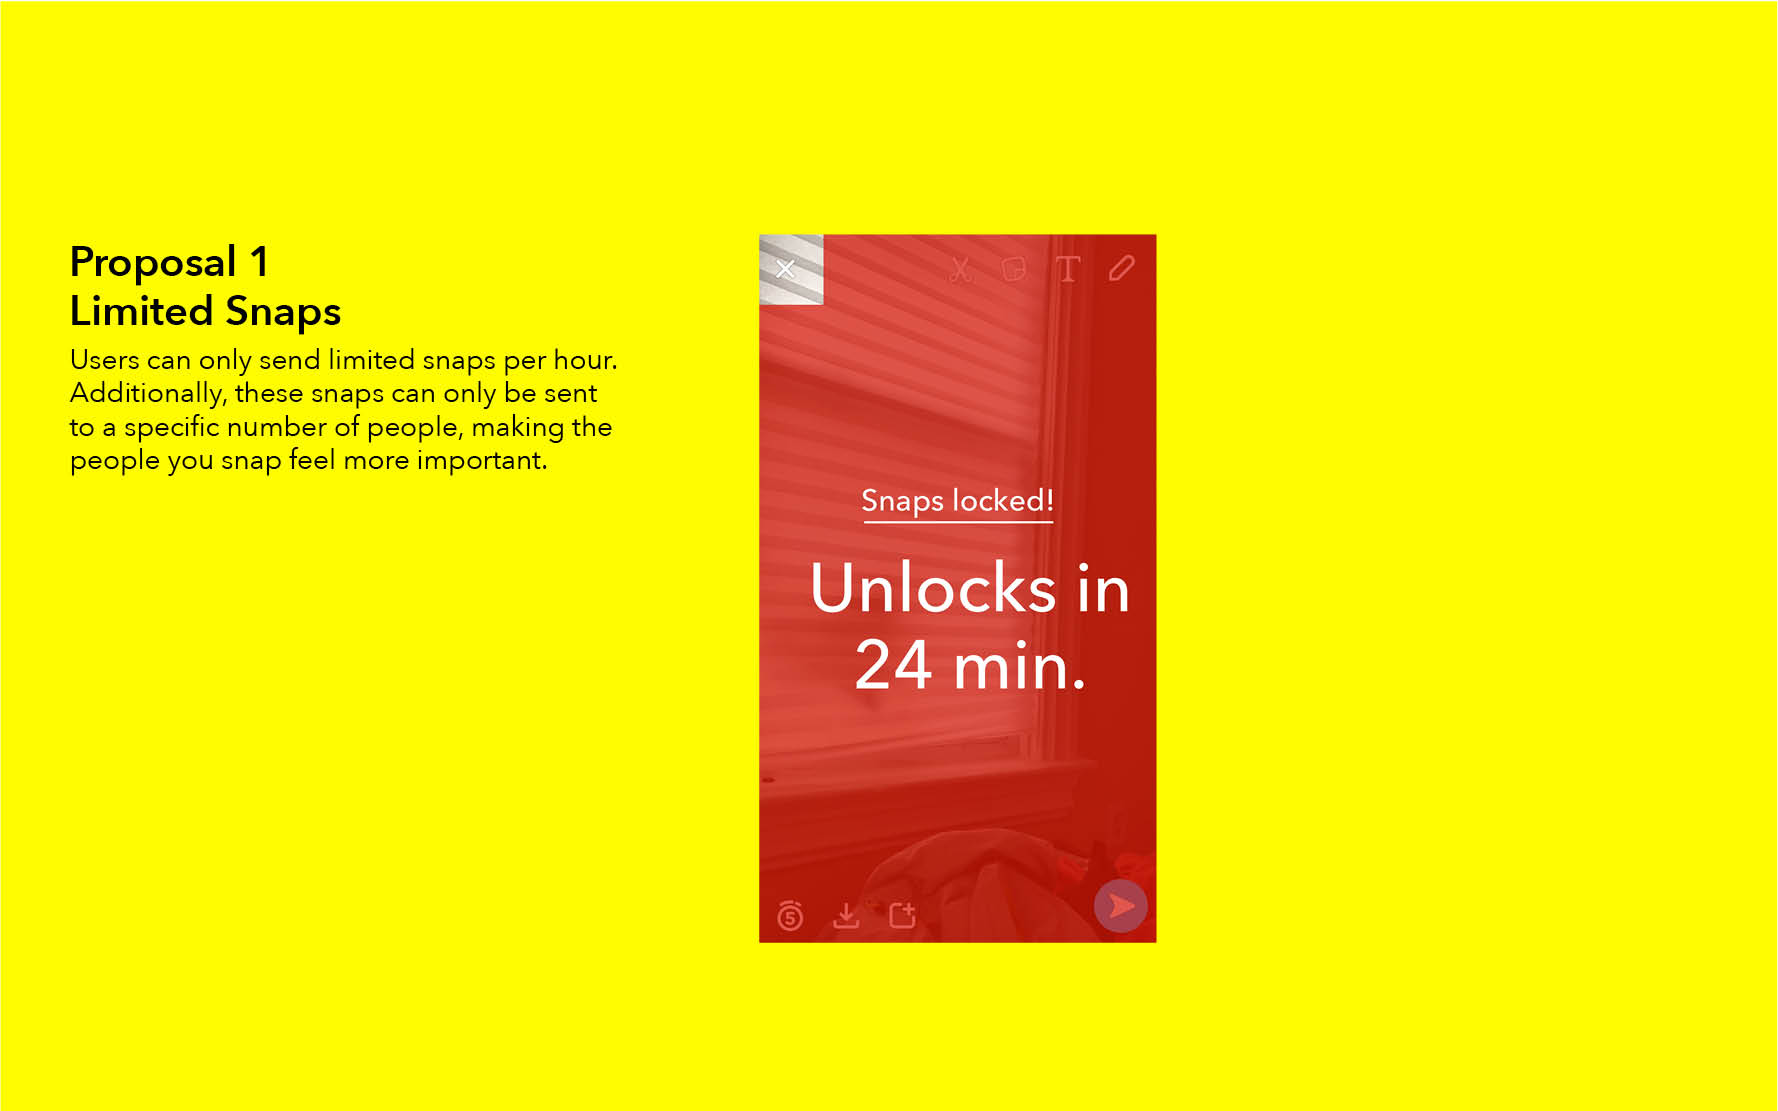 Proposal 1
Limited Snaps
Users can only send limited snaps per hour.
Additionally, these snaps can only be sent
to a specific number of people, making the
people you snap feel more important.
T
Snaps locked!
Unlocks in
24 min.
5